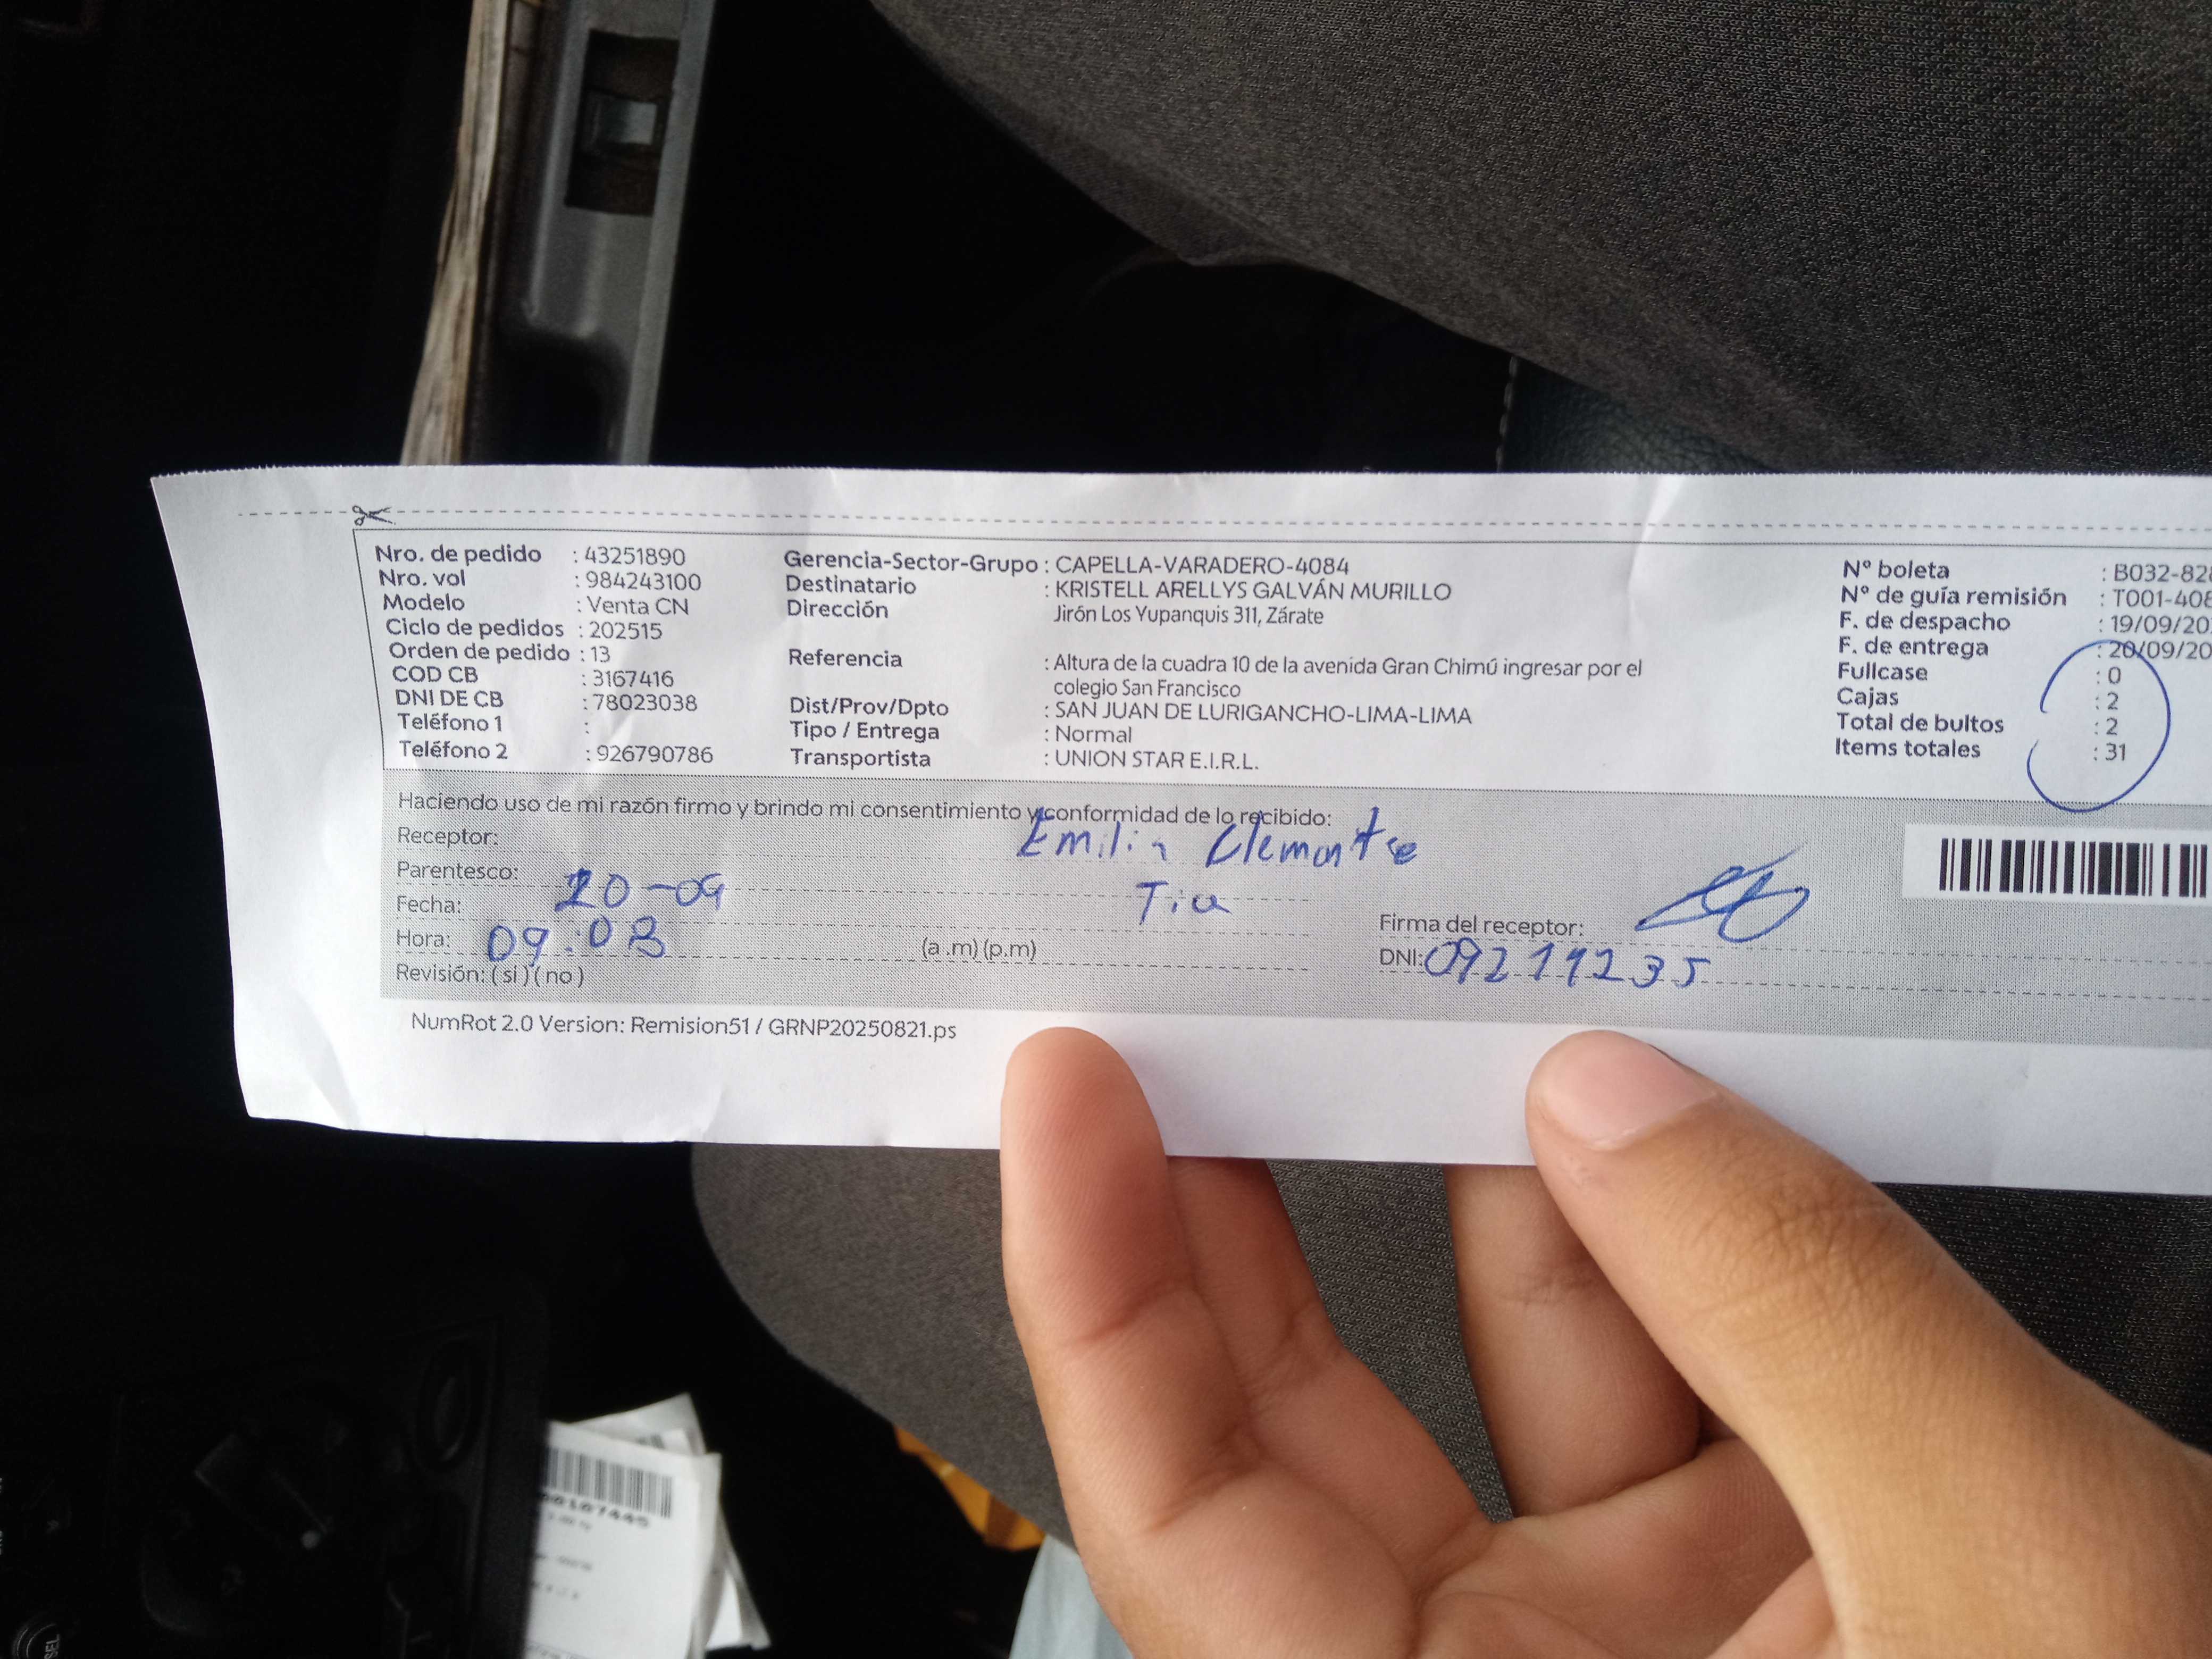 Nro. de pedido : 43251890
Nro. vol : 984243100
Modelo : Venta CN
Ciclo de pedidos : 202515
Orden de pedido : 13
COD CB : 3167416
DNI DE CB : 78023038
Teléfono 1 :
Teléfono 2 : 926790786
Gerencia-Sector-Grupo : CAPELLA-VARADERO-4084
Destinatario : KRISTELL ARELLYS GALVÁN MURILLO
Dirección Jirón Los Yupanquis 311, Zárate
Referencia : Altura de la cuadra 10 de la avenida Gran Chimú ingresar por el
colegio San Francisco
Dist/Prov/Dpto : SAN JUAN DE LURIGANCHO-LIMA-LIMA
Tipo / Entrega : Normal
Transportista : UNION STAR E.I.R.L.
Nº boleta : B032-828
Nº de guía remisión : T001-408
F. de despacho : 19/09/20
F. de entrega : 20/09/20
Fullcase : 0
Cajas : 2
Total de bultos : 2
Items totales : 31
Haciendo uso de mi razón firmo y brindo mi consentimiento y conformidad de lo recibido:
Receptor: Emilia
Parentesco: Tia
Fecha: 20-09
Hora: 09:03 (a.m) (p.m)
Revisión: ( si ) ( no )
Firma del receptor:
DNI: 09211235
NumRot 2.0 Version: Remision51 / GRNP20250821.ps